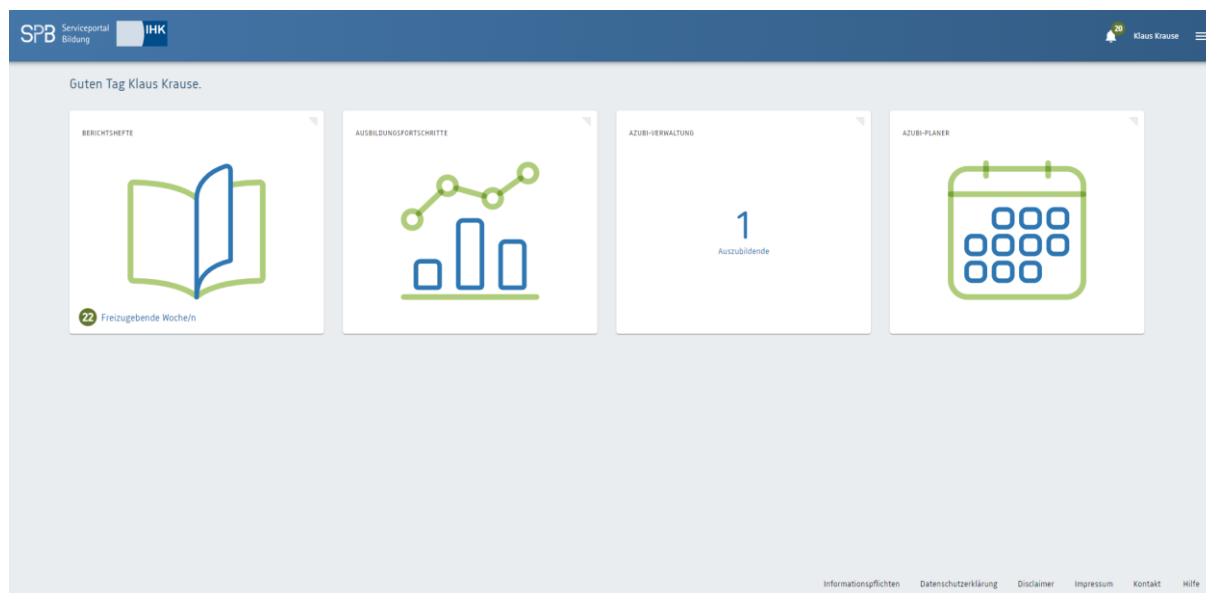 SPB Serviceportal Bildung IHK
20 Klaus Krause
Guten Tag Klaus Krause.
BERICHTSHEFTE
22 Freizugebende Woche/n
AUSBILDUNGSFORTSCHRITTE
AZUBI-VERWALTUNG
1
Auszubildende
AZUBI-PLANER
Informationspflichten Datenschutzerklärung Disclaimer Impressum Kontakt Hilfe